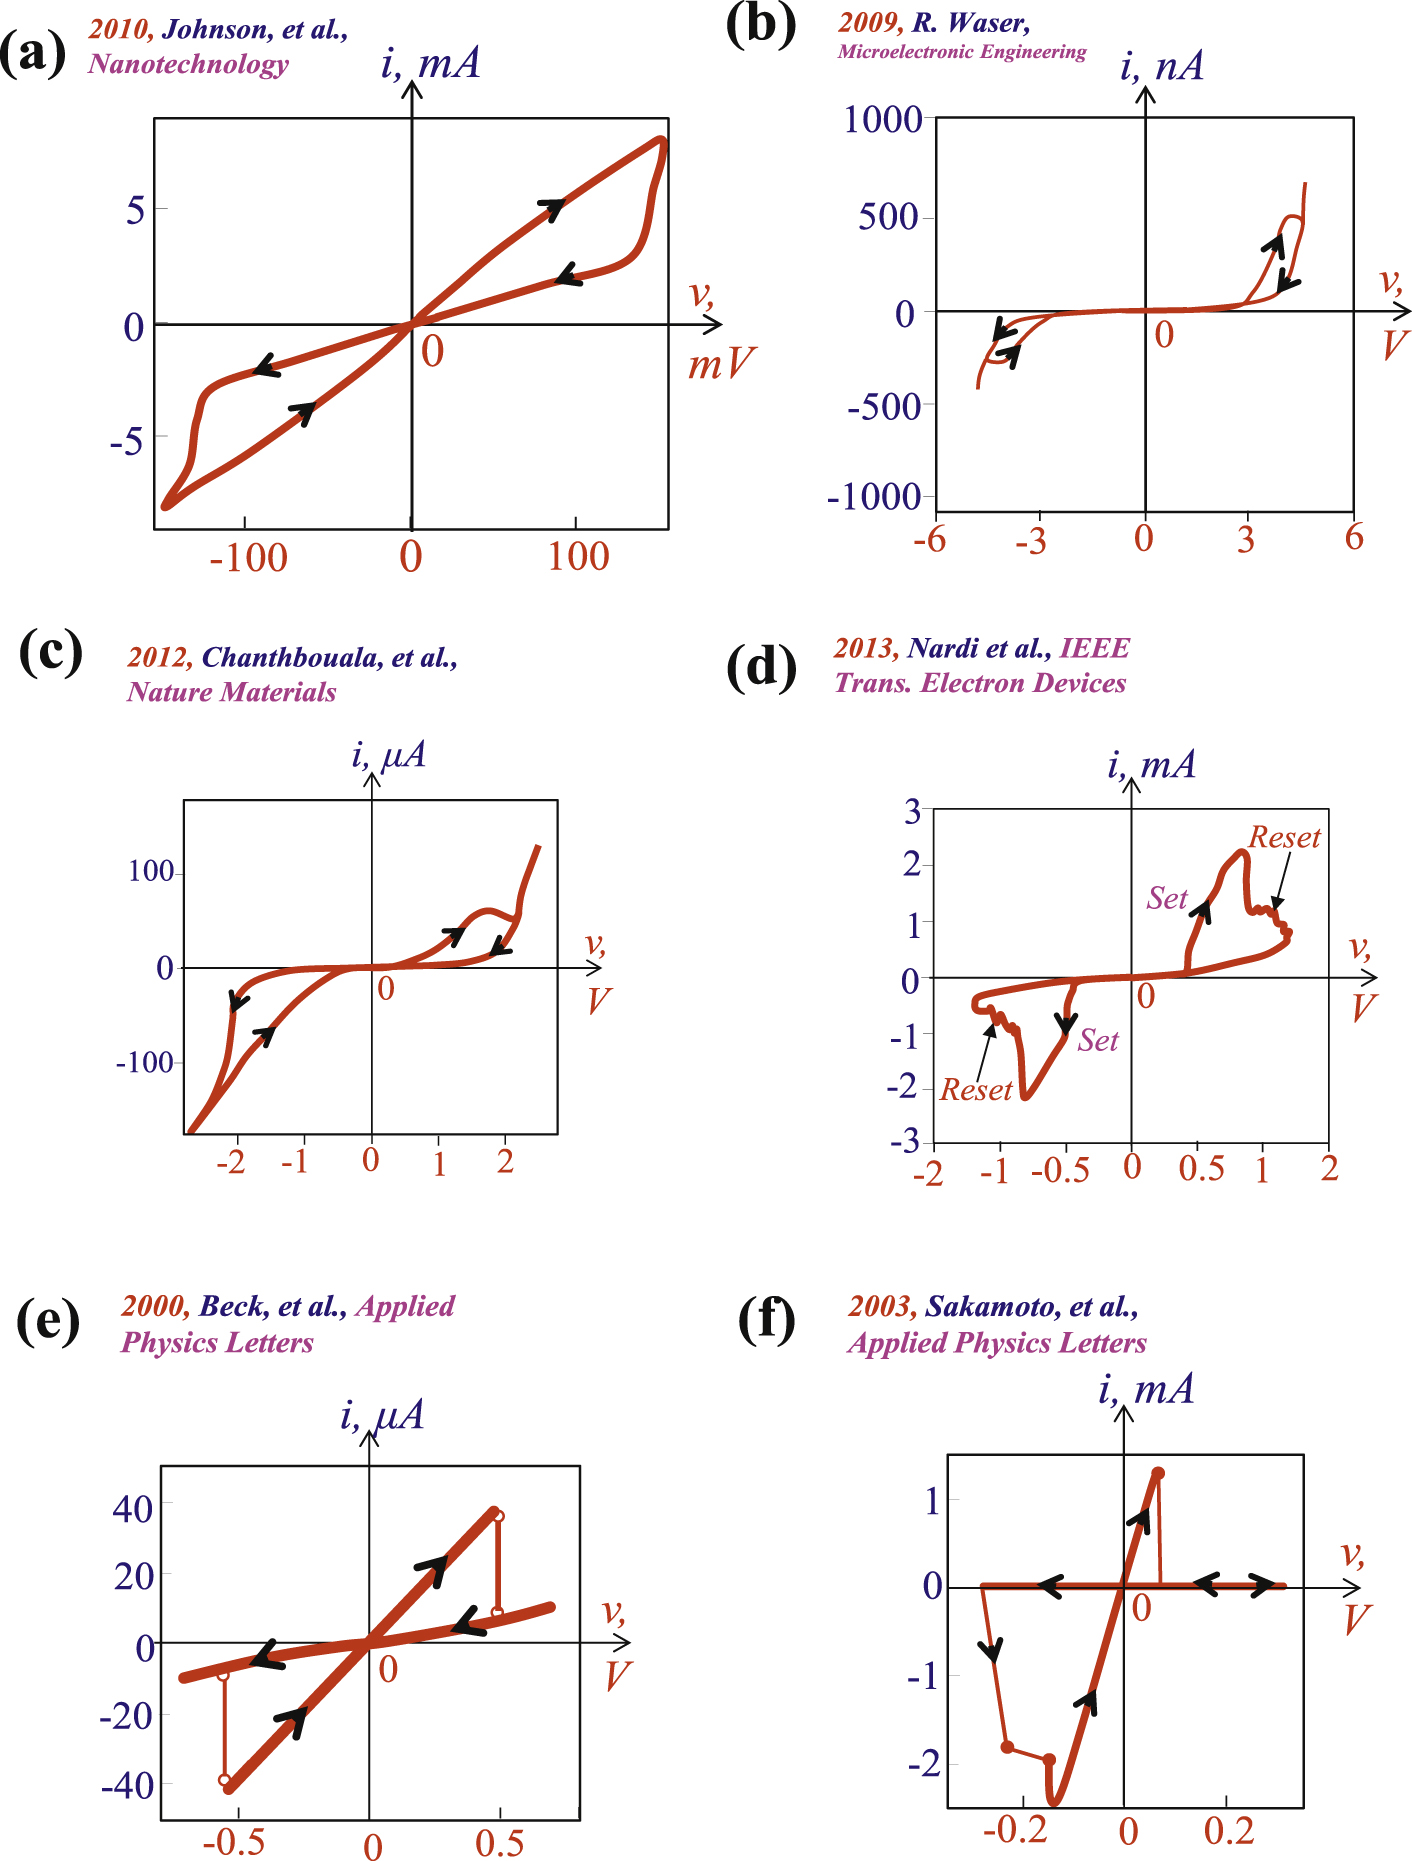 (a)
2010, Johnson, et al.,
Nanotechnology
i, mA
5
0
-5
v,
mV
0
-100
0
100
(b)
2009, R. Waser,
Microelectronic Engineering
i, nA
1000
500
0
-500
-1000
v,
V
0
-6
-3
0
3
6
(c)
2012, Chanthbouala, et al.,
Nature Materials
i, μA
100
0
-100
v,
V
0
-2
-1
0
1
2
(d)
2013, Nardi et al., IEEE
Trans. Electron Devices
i, mA
3
2
1
0
-1
-2
-3
Reset
Set
v,
V
0
Set
Reset
-2
-1
-0.5
0
0.5
1
2
(e)
2000, Beck, et al., Applied
Physics Letters
i, μA
40
20
0
-20
-40
v,
V
0
-0.5
0
0.5
(f)
2003, Sakamoto, et al.,
Applied Physics Letters
i, mA
1
0
-1
-2
v,
V
0
-0.2
0
0.2